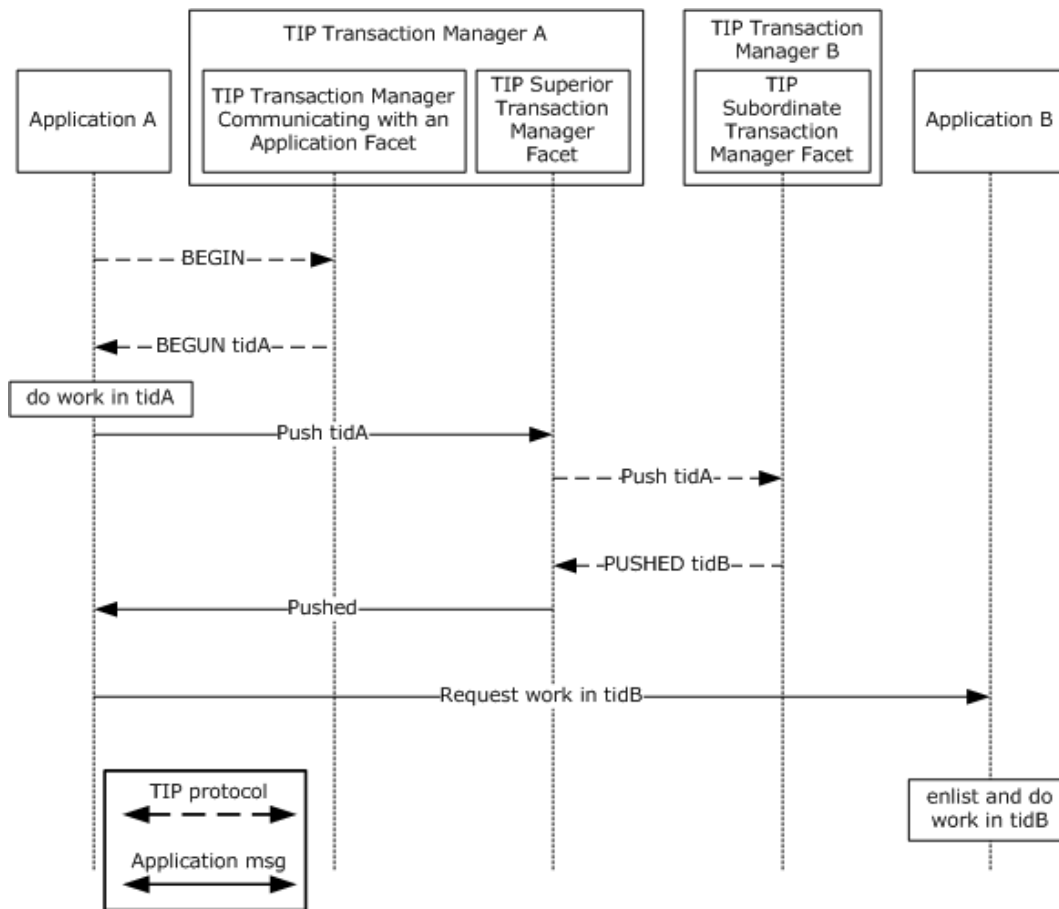 TIP Transaction Manager A
TIP Transaction
Manager B
Application A
TIP Transaction Manager
Communicating with an
Application Facet
TIP Superior
Transaction
Manager
Facet
TIP
Subordinate
Transaction
Manager Facet
Application B
BEGIN
BEGUN tidA
do work in tidA
Push tidA
Push tidA
PUSHED tidB
Pushed
Request work in tidB
TIP protocol
Application msg
enlist and do
work in tidB